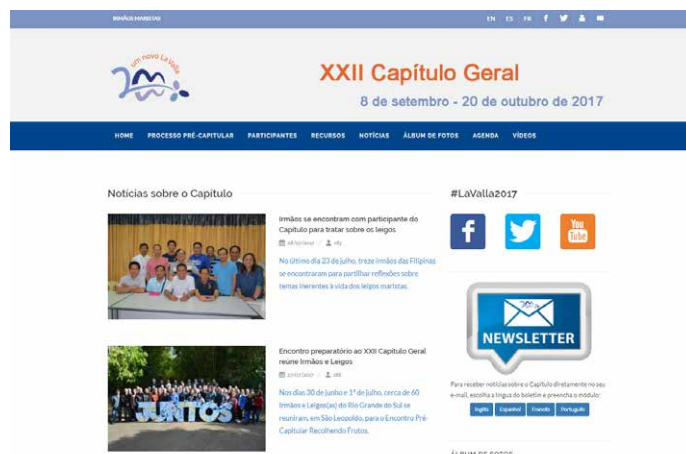 IRMÃOS MARISTAS
EN ES FR
um novo La Valla
XXII Capítulo Geral
8 de setembro - 20 de outubro de 2017
HOME PROCESSO PRÉ-CAPITULAR PARTICIPANTES RECURSOS NOTÍCIAS ÁLBUM DE FOTOS AGENDA VÍDEOS
Notícias sobre o Capítulo
Irmãos se encontram com participante do
Capítulo para tratar sobre os leigos
No último dia 23 de julho, treze irmãos das Filipinas
se encontraram para partilhar reflexões sobre
temas inerentes à vida dos leigos maristas.
Encontro preparatório ao XXII Capítulo Geral
reúne Irmãos e Leigos
Nos dias 30 de junho e 1º de julho, cerca de 60
Irmãos e Leigos(as) do Rio Grande do Sul se
reuniram, em São Leopoldo, para o Encontro Pré-
Capitular Recolhendo Frutos.
JUNTOS
#LaValla2017
You
Tube
NEWSLETTER
Para receber notícias sobre o Capítulo diretamente no seu
e-mail, escolha a língua do boletim e preencha o módulo:
Inglês Espanhol Francês Português
ÁLBUM DE FOTOS